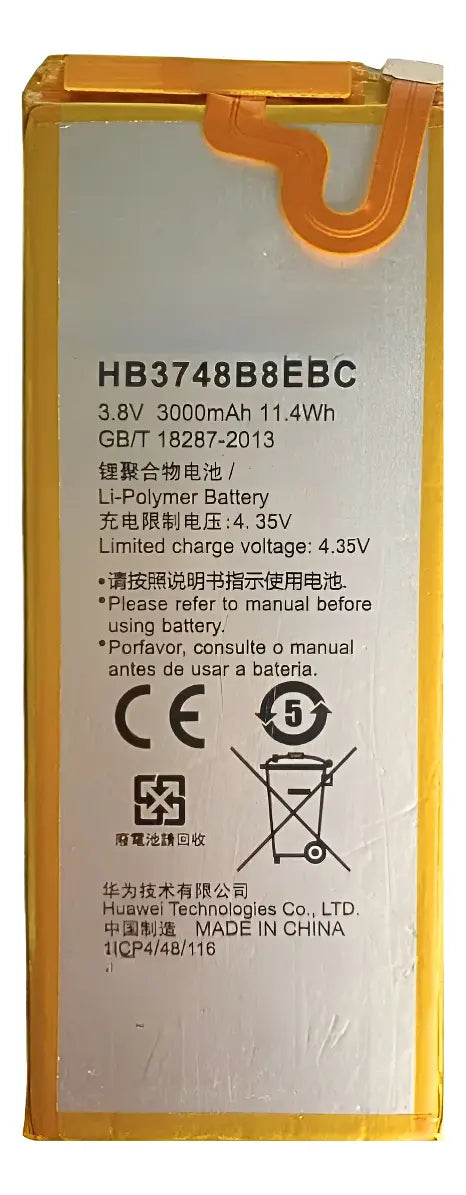 HB3748B8EBC
3.8V 3000mAh 11.4Wh
GB/T 18287-2013
锂聚合物电池 /
Li-Polymer Battery
充电限制电压:4.35V
Limited charge voltage: 4.35V
•请按照说明书指示使用电池.
•Please refer to manual before
using battery.
•Porfavor, consulte o manual
antes de usar a bateria.
CE
5
廢電池請回收
华为技术有限公司
Huawei Technologies Co., LTD.
中国制造 MADE IN CHINA
1ICP4/48/116